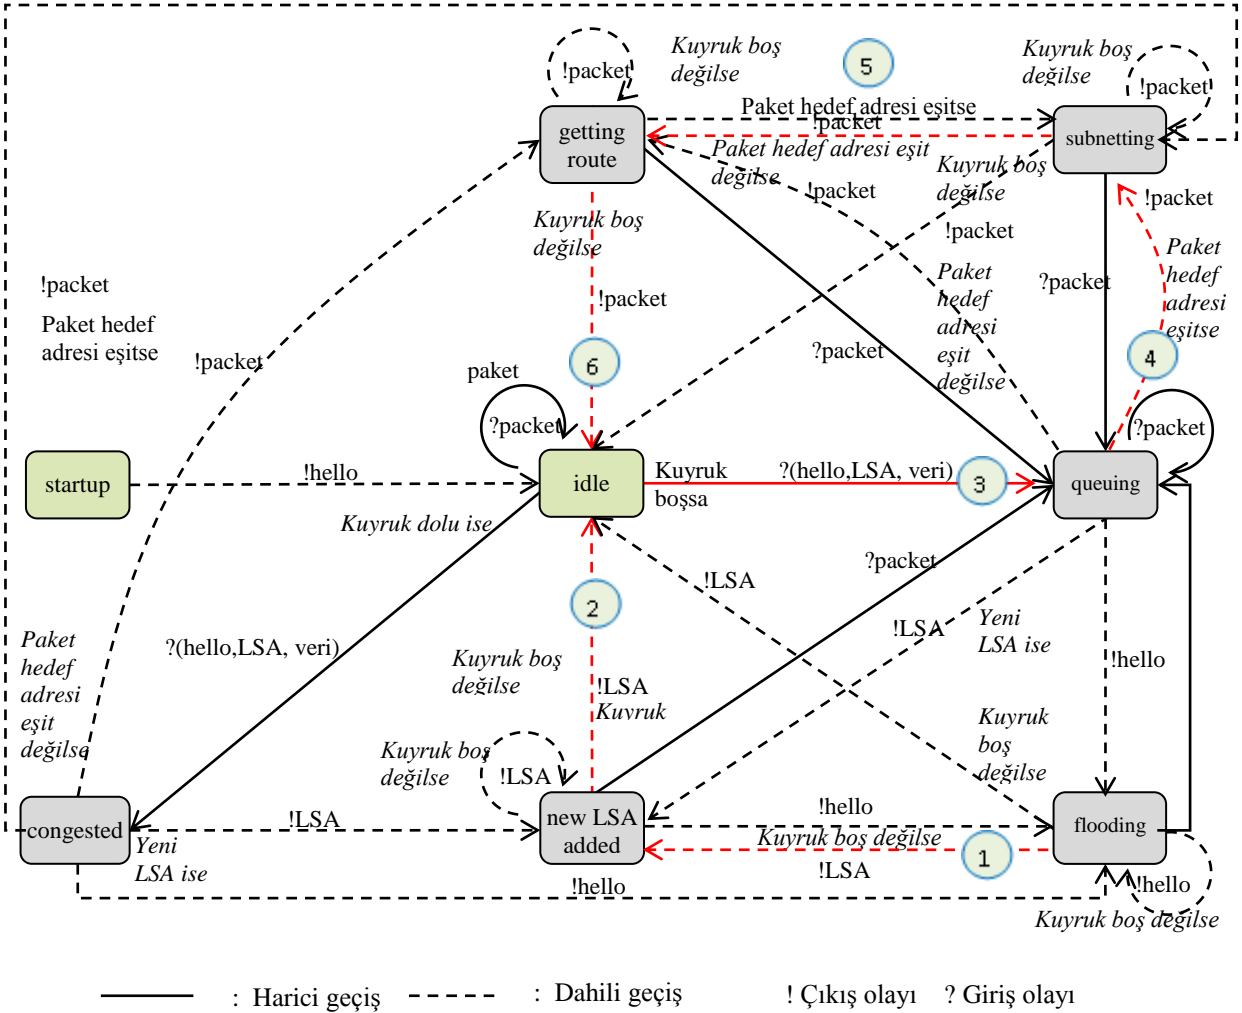 Kuyruk boş
değilse
5
Kuyruk boş
değilse
!packet
!packet
Paket hedef adresi eşitse
!packet
getting
route
subnetting
Paket hedef adresi eşit
değilse
Kuyruk boş
değilse
!packet
!packet
Kuyruk boş
değilse
!packet
Paket
hedef
adresi
eşitse
Paket
hedef
adresi
eşit
değilse
?packet
!packet
!packet
Paket hedef
adresi eşitse
!packet
?packet
4
6
paket
?packet
?packet
startup
!hello
idle
Kuyruk
boşsa
?(hello,LSA, veri)
3
queuing
Kuyruk dolu ise
?packet
!LSA
2
Yeni
LSA ise
!LSA
Paket
hedef
adresi
eşit
değilse
?(hello,LSA, veri)
Kuyruk boş
değilse
!LSA
Kuyruk
!hello
Kuyruk
boş
değilse
Kuyruk boş
değilse
!LSA
congested
!LSA
new LSA
added
!hello
Kuyruk boş değilse
1
!LSA
flooding
Yeni
LSA ise
!hello
!hello
Kuyruk boş değilse
: Harici geçiş
: Dahili geçiş
! Çıkış olayı
? Giriş olayı